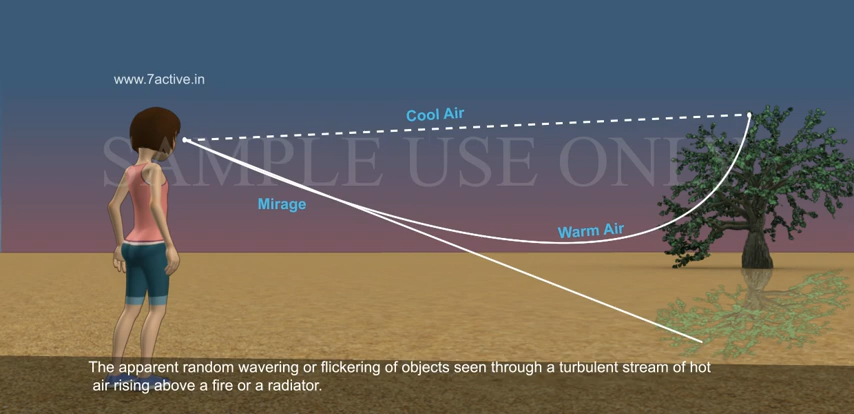 www.7active.in
Cool Air
SAMPLE USE ONLY
Mirage
Warm Air
The apparent random wavering or flickering of objects seen through a turbulent stream of hot
air rising above a fire or a radiator.